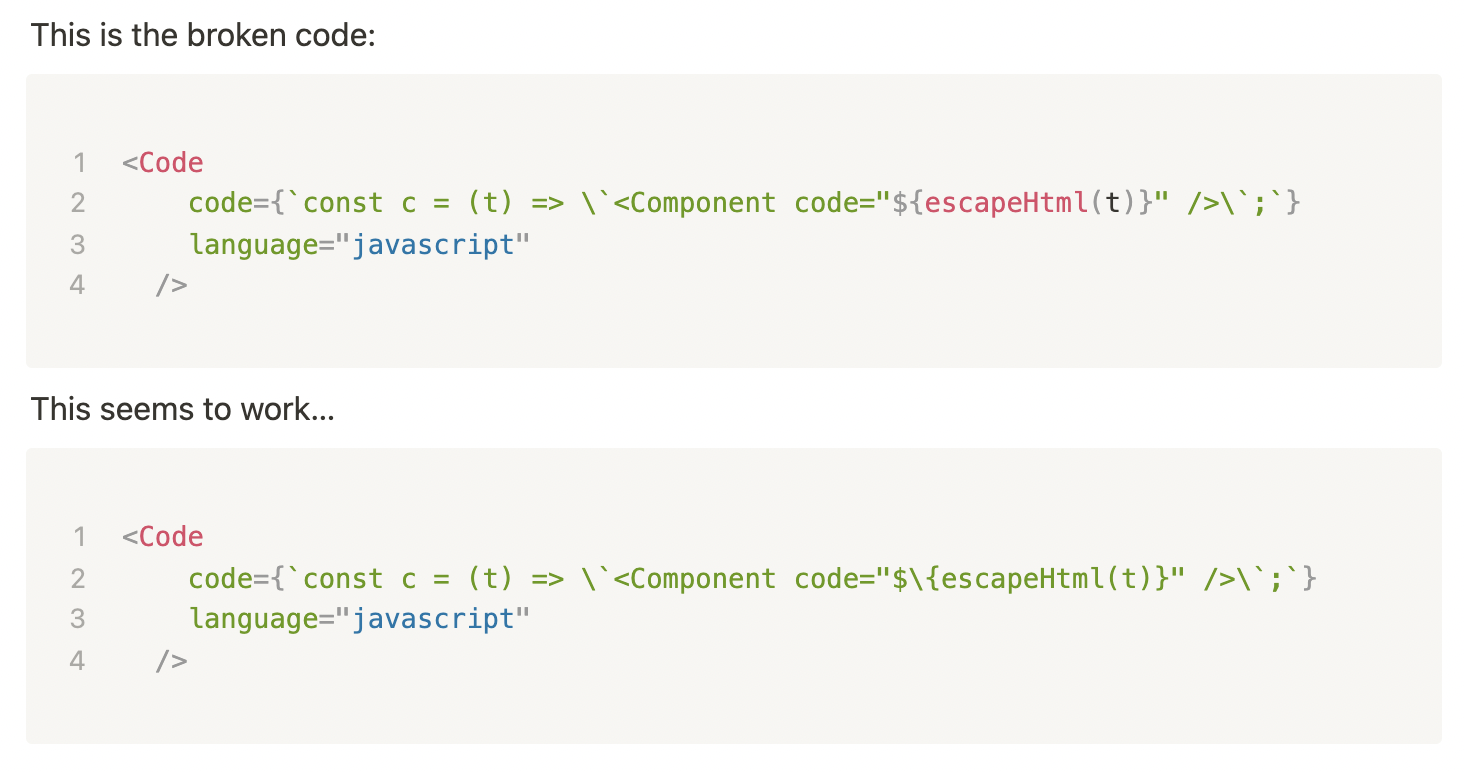 This is the broken code:
1 <Code
2 code={`const c = (t) => \`<Component code="${escapeHtml(t)}" />\`;`}
3 language="javascript"
4 />
This seems to work...
1 <Code
2 code={`const c = (t) => \`<Component code="$\{escapeHtml(t)}" />\`;`}
3 language="javascript"
4 />